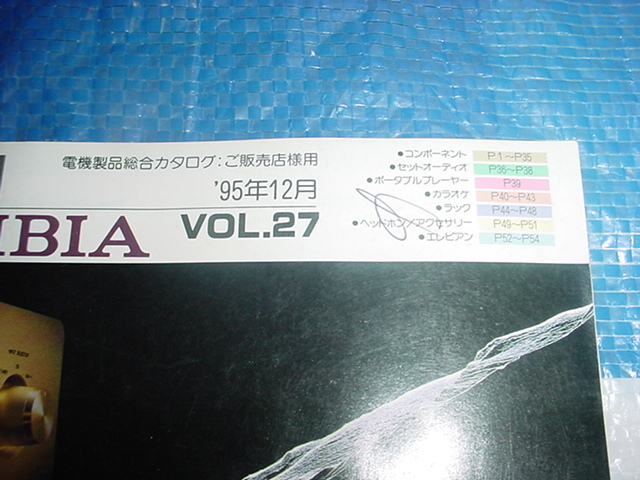 電機製品総合カタログ:ご販売店様用
'95年12月
IBIA VOL.27
●コンポーネント P1～P35
●セットオーディオ P36～P38
●ポータブルプレーヤー P39
●カラオケ P40～P43
●ラック P44～P48
●ヘッドホン/アクセサリー P49～P51
●エレピアン P52～P54